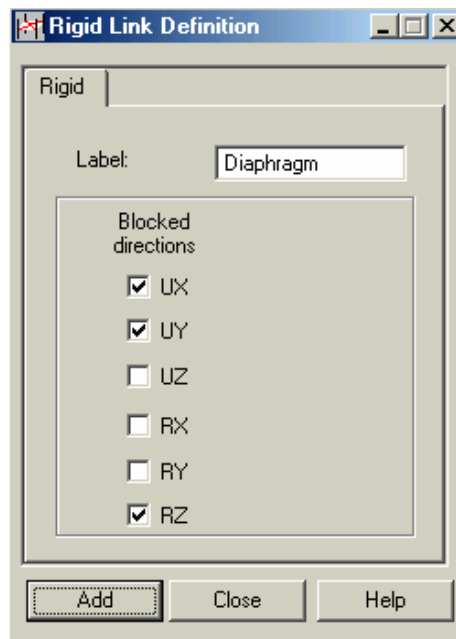 Rigid Link Definition
Rigid
Label:
Diaphragm
Blocked
directions
UX
UY
UZ
RX
RY
RZ
Add
Close
Help